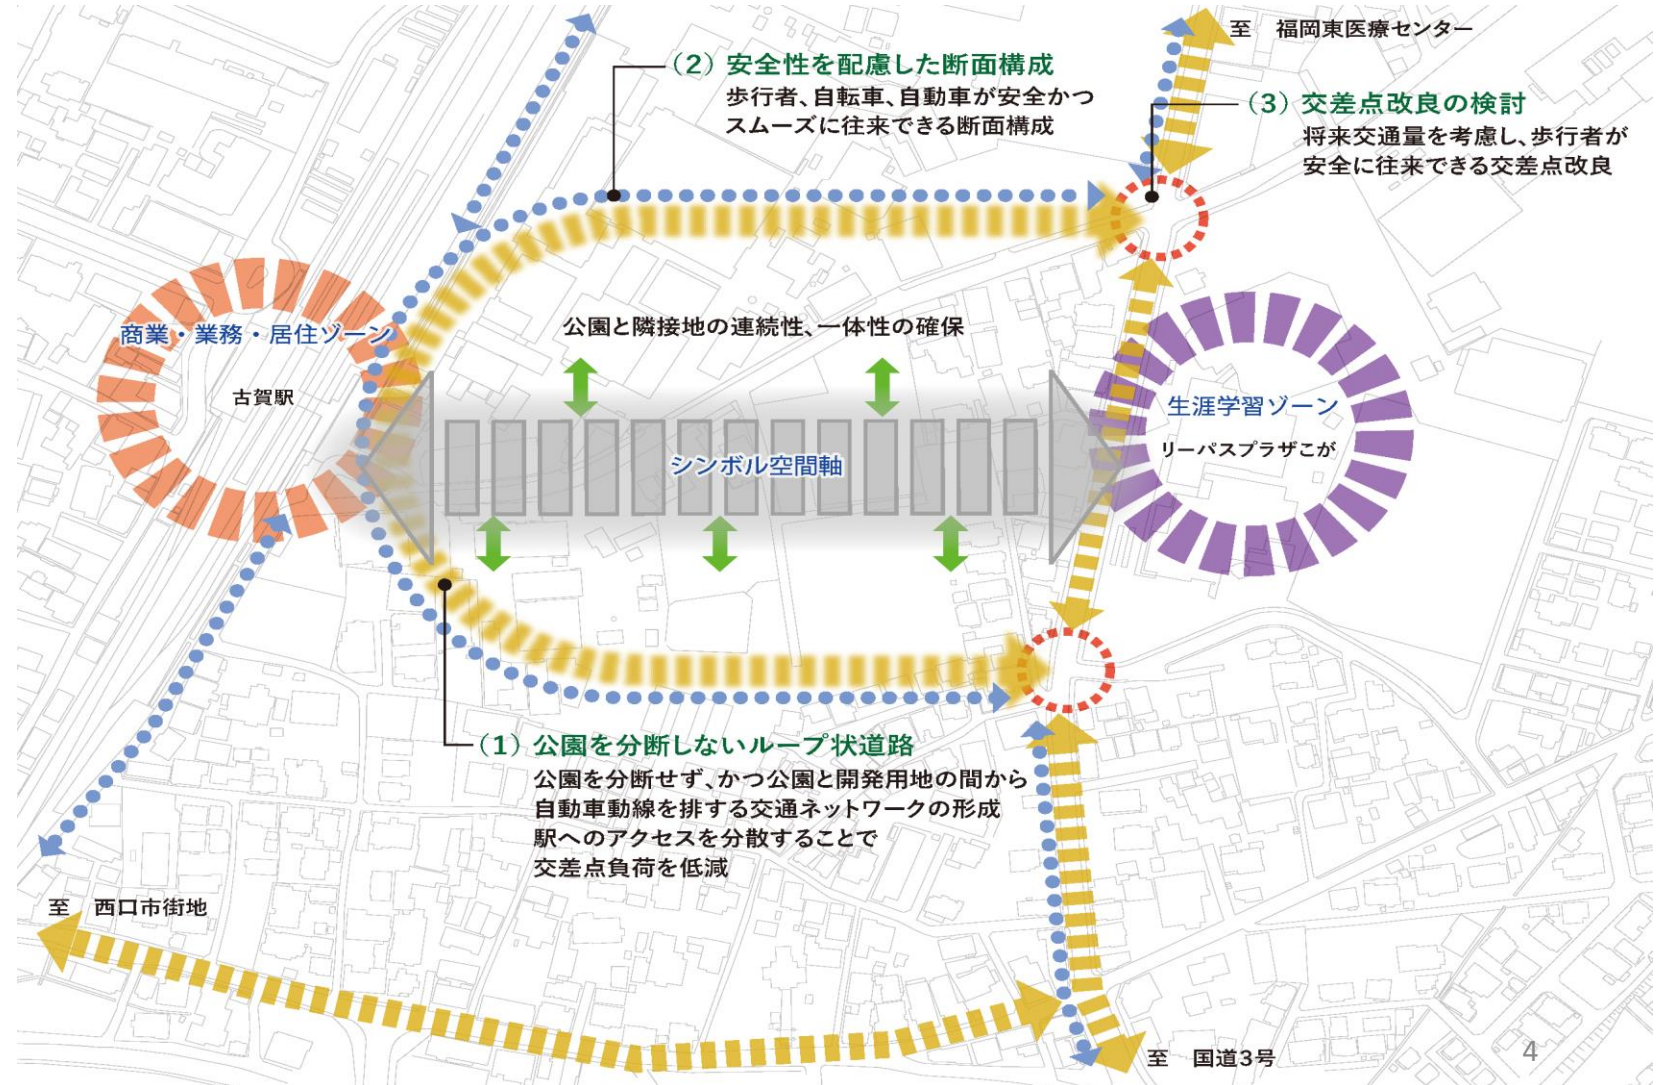 至　福岡東医療センター
（2）安全性を配慮した断面構成
歩行者、自転車、自動車が安全かつ
スムーズに往来できる断面構成
（3）交差点改良の検討
将来交通量を考慮し、歩行者が
安全に往来できる交差点改良
公園と隣接地の連続性、一体性の確保
商業・業務・居住ゾーン
古賀駅
シンボル空間軸
生涯学習ゾーン
リーパスプラザこが
（1）公園を分断しないループ状道路
公園を分断せず、かつ公園と開発用地の間から
自動車動線を排する交通ネットワークの形成
駅へのアクセスを分散することで
交差点負荷を低減
至　西口市街地
至　国道3号
4